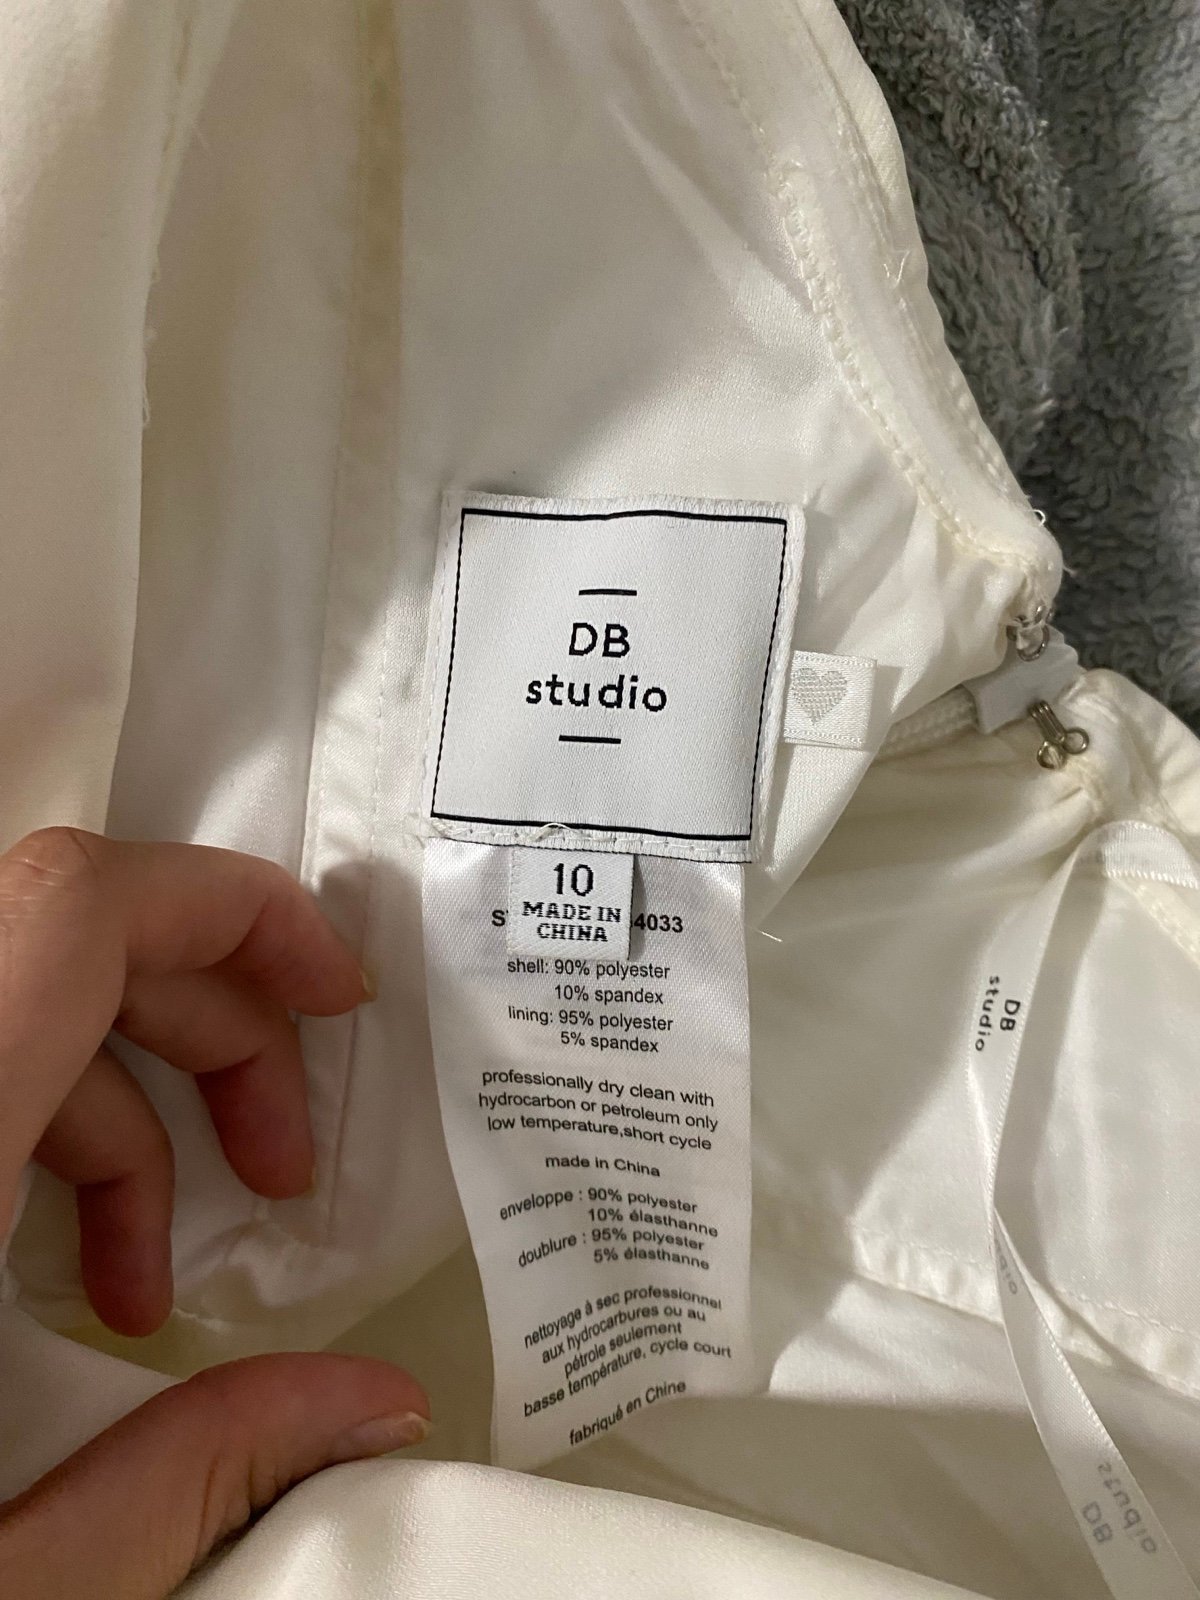 DB
studio
10
MADE IN
CHINA
4033
shell: 90% polyester
10% spandex
lining: 95% polyester
5% spandex
professionally dry clean with
hydrocarbon or petroleum only
low temperature,short cycle
made in China
enveloppe : 90% polyester
10% élasthanne
doublure : 95% polyester
5% élasthanne
nettoyage à sec professionnel
aux hydrocarbures ou au
pétrole seulement
basse température, cycle court
fabriqué en Chine
DB
studio
DB
studio